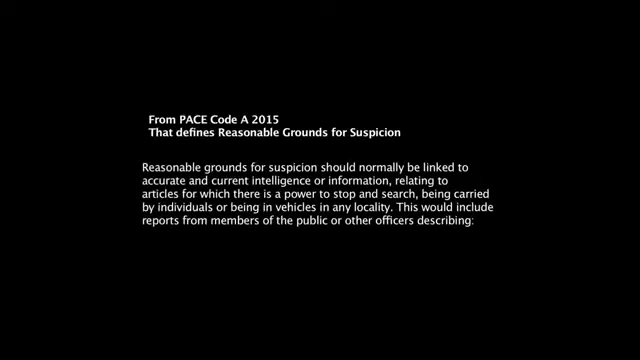 From PACE Code A 2015
That defines Reasonable Grounds for Suspicion
Reasonable grounds for suspicion should normally be linked to
accurate and current intelligence or information, relating to
articles for which there is a power to stop and search, being carried
by individuals or being in vehicles in any locality. This would include
reports from members of the public or other officers describing: